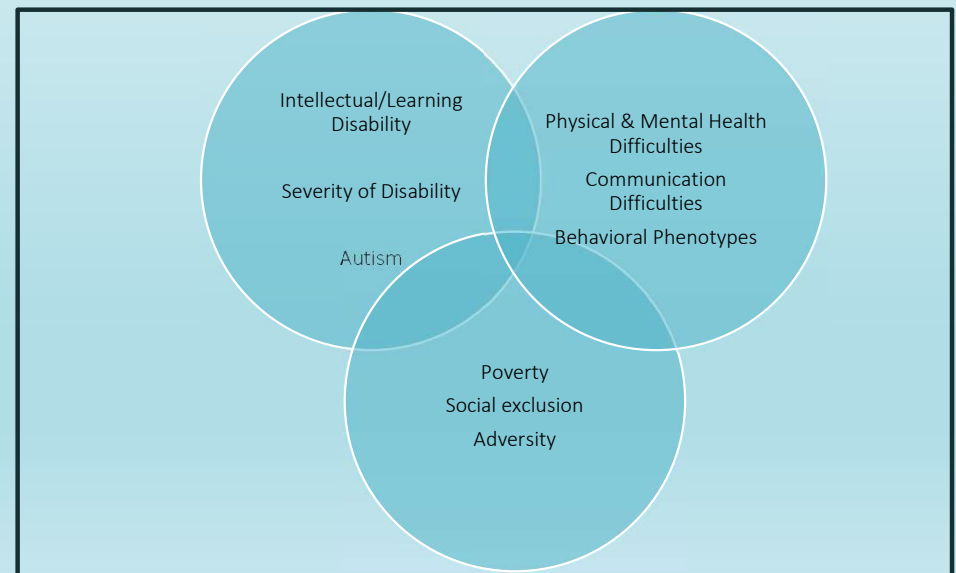 Intellectual/Learning
Disability
Severity of Disability
Autism
Physical & Mental Health
Difficulties
Communication
Difficulties
Behavioral Phenotypes
Poverty
Social exclusion
Adversity